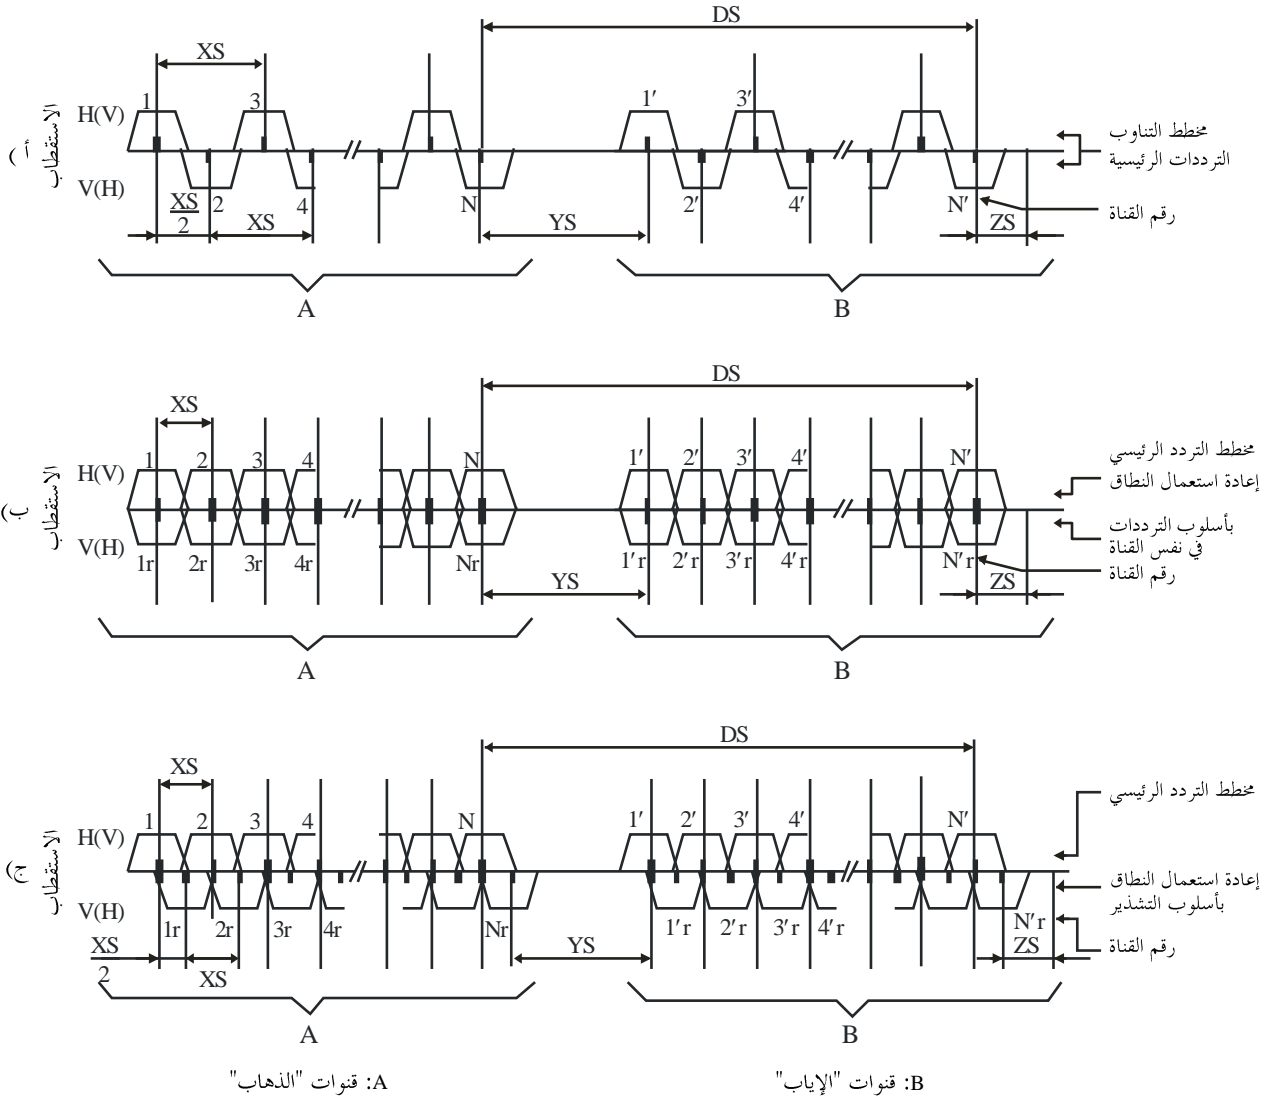 DS
XS
1 3 1′ 3′
H(V)
الاستقطاب
أ )
مخطط التناوب
الترددات الرئيسية
V(H)
XS/2
2 4 N 2′ 4′ N′
رقم القناة
XS YS ZS
A B
DS
XS
1 2 3 4 N 1′ 2′ 3′ 4′ N′
H(V)
مخطط التردد الرئيسي
إعادة استعمال النطاق
الاستقطاب
ب)
بأسلوب الترددات
في نفس القناة
V(H)
1r 2r 3r 4r Nr 1′r 2′r 3′r 4′r N′r
رقم القناة
YS ZS
A B
DS
XS
مخطط التردد الرئيسي
1 2 3 4 N 1′ 2′ 3′ 4′ N′
H(V)
الاستقطاب
ج)
إعادة استعمال النطاق
بأسلوب التشذير
V(H)
1r 2r 3r 4r Nr 1′r 2′r 3′r 4′r N′r
رقم القناة
XS/2
XS YS ZS
A B
A: قنوات "الذهاب"
B: قنوات "الإياب"